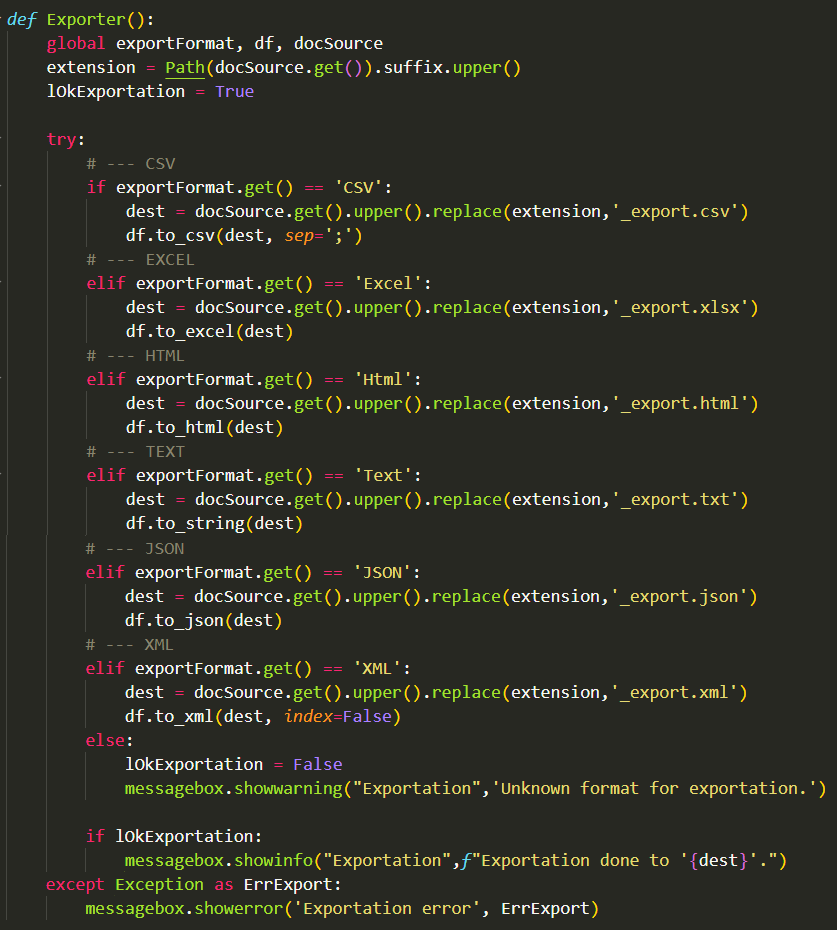 def Exporter():
    global exportFormat, df, docSource
    extension = Path(docSource.get()).suffix.upper()
    lOkExportation = True

    try:
        # --- CSV
        if exportFormat.get() == 'CSV':
            dest = docSource.get().upper().replace(extension,'_export.csv')
            df.to_csv(dest, sep=';')
        # --- EXCEL
        elif exportFormat.get() == 'Excel':
            dest = docSource.get().upper().replace(extension,'_export.xlsx')
            df.to_excel(dest)
        # --- HTML
        elif exportFormat.get() == 'Html':
            dest = docSource.get().upper().replace(extension,'_export.html')
            df.to_html(dest)
        # --- TEXT
        elif exportFormat.get() == 'Text':
            dest = docSource.get().upper().replace(extension,'_export.txt')
            df.to_string(dest)
        # --- JSON
        elif exportFormat.get() == 'JSON':
            dest = docSource.get().upper().replace(extension,'_export.json')
            df.to_json(dest)
        # --- XML
        elif exportFormat.get() == 'XML':
            dest = docSource.get().upper().replace(extension,'_export.xml')
            df.to_xml(dest, index=False)
        else:
            lOkExportation = False
            messagebox.showwarning("Exportation",'Unknown format for exportation.')

        if lOkExportation:
            messagebox.showinfo("Exportation",f"Exportation done to '{dest}'.")
    except Exception as ErrExport:
        messagebox.showerror('Exportation error', ErrExport)